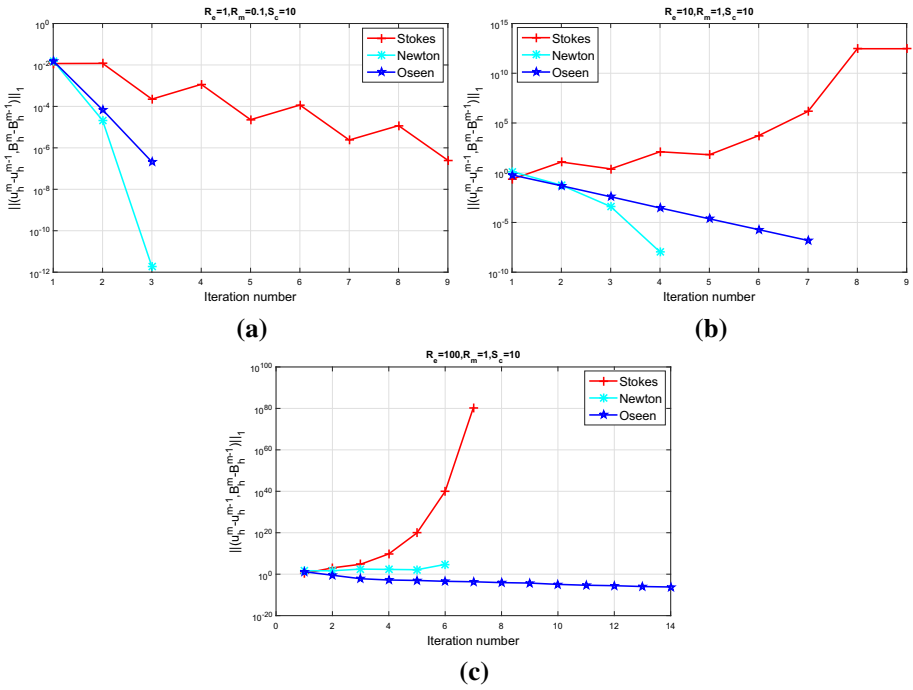 R_e=1,R_m=0.1,S_c=10
||(u_h^m-u_h^{m-1},B_h^m-B_h^{m-1})||_1
10^0
10^{-2}
10^{-4}
10^{-6}
10^{-8}
10^{-10}
10^{-12}
Stokes
Newton
Oseen
1 2 3 4 5 6 7 8 9
Iteration number
(a)
R_e=10,R_m=1,S_c=10
||(u_h^m-u_h^{m-1},B_h^m-B_h^{m-1})||_1
10^{15}
10^{10}
10^5
10^0
10^{-5}
10^{-10}
Stokes
Newton
Oseen
1 2 3 4 5 6 7 8 9
Iteration number
(b)
R_e=100,R_m=1,S_c=10
||(u_h^m-u_h^{m-1},B_h^m-B_h^{m-1})||_1
10^{100}
10^{80}
10^{60}
10^{40}
10^{20}
10^0
10^{-20}
Stokes
Newton
Oseen
0 2 4 6 8 10 12 14
Iteration number
(c)